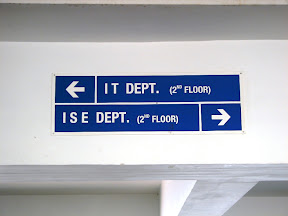 IT DEPT. (2ND FLOOR)
ISE DEPT. (2ND FLOOR)